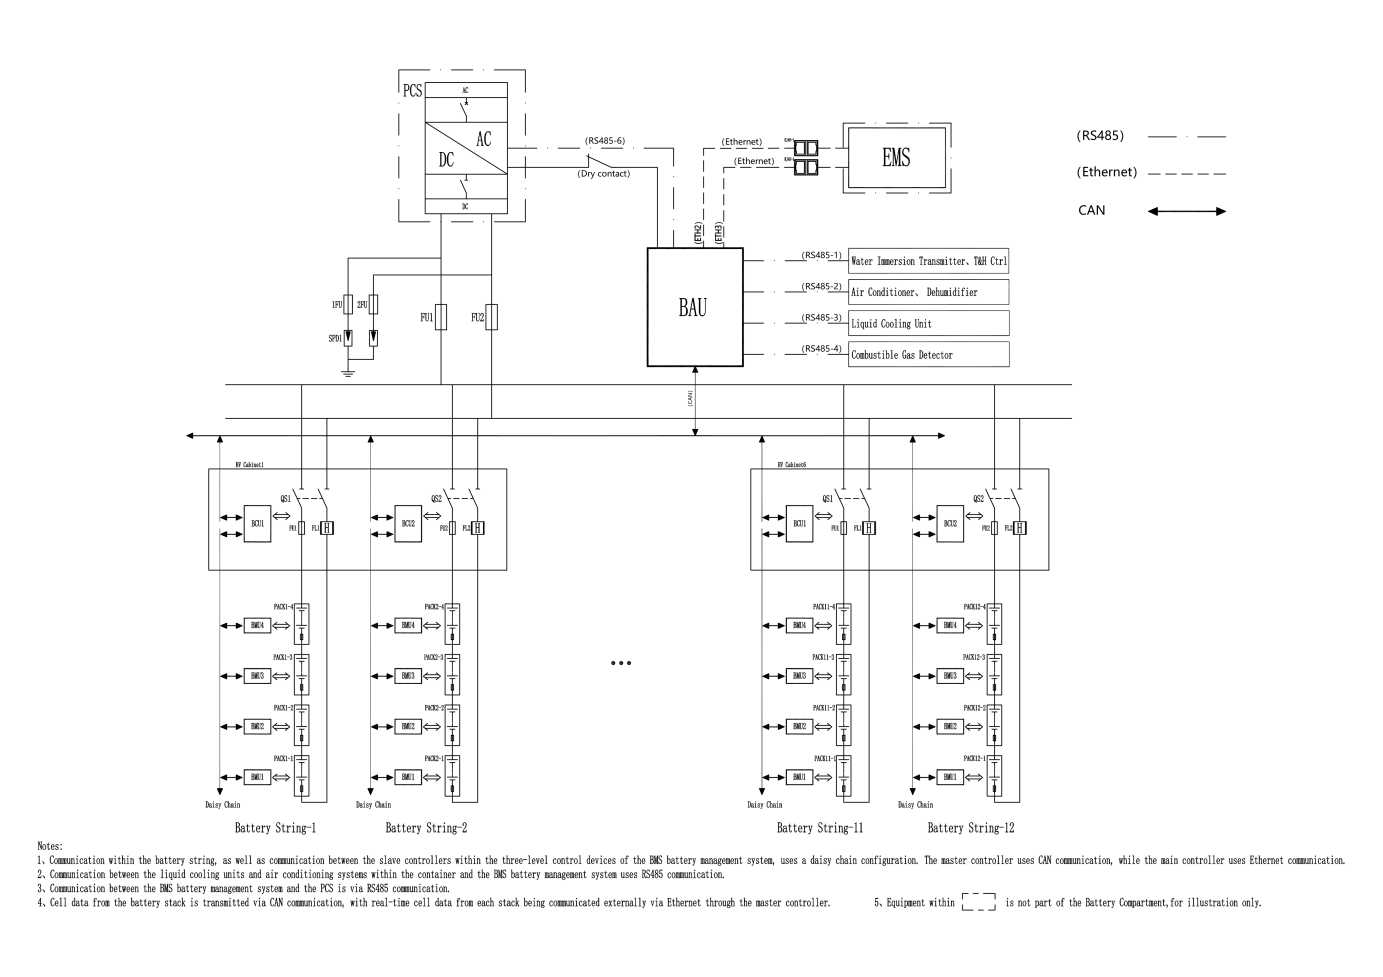 PCS
AC
AC
DC
DC
(RS485-6)
(Dry contact)
(Ethernet)
(Ethernet)
EMS
(RS485)
(Ethernet)
CAN
(ETH2)
(ETH3)
BAU
(RS485-1)
Water Immersion Transmitter、T&H Ctrl
(RS485-2)
Air Conditioner、 Dehumidifier
(RS485-3)
Liquid Cooling Unit
(RS485-4)
Combustible Gas Detector
1FU
2FU
SPD1
FU1
FU2
(CAN)
HV Cabinet1
QS1
BCU1
FU1
FL1
H
QS2
BCU2
FU2
FL2
H
HV Cabinet6
QS1
BCU1
FU1
FL1
H
QS2
BCU2
FU2
FL2
H
PACK1-4
BMU4
PACK2-4
BMU4
PACK11-4
BMU4
PACK12-4
BMU4
PACK1-3
BMU3
PACK2-3
BMU3
PACK11-3
BMU3
PACK12-3
BMU3
PACK1-2
BMU2
PACK2-2
BMU2
PACK11-2
BMU2
PACK12-2
BMU2
PACK1-1
BMU1
PACK2-1
BMU1
PACK11-1
BMU1
PACK12-1
BMU1
Daisy Chain
Daisy Chain
Daisy Chain
Daisy Chain
Battery String-1
Battery String-2
Battery String-11
Battery String-12
Notes:
1、Communication within the battery string, as well as communication between the slave controllers within the three-level control devices of the BMS battery management system, uses a daisy chain configuration. The master controller uses CAN communication, while the main controller uses Ethernet communication.
2、Communication between the liquid cooling units and air conditioning systems within the container and the BMS battery management system uses RS485 communication.
3、Communication between the BMS battery management system and the PCS is via RS485 communication.
4、Cell data from the battery stack is transmitted via CAN communication, with real-time cell data from each stack being communicated externally via Ethernet through the master controller.
5、Equipment within is not part of the Battery Compartment,for illustration only.